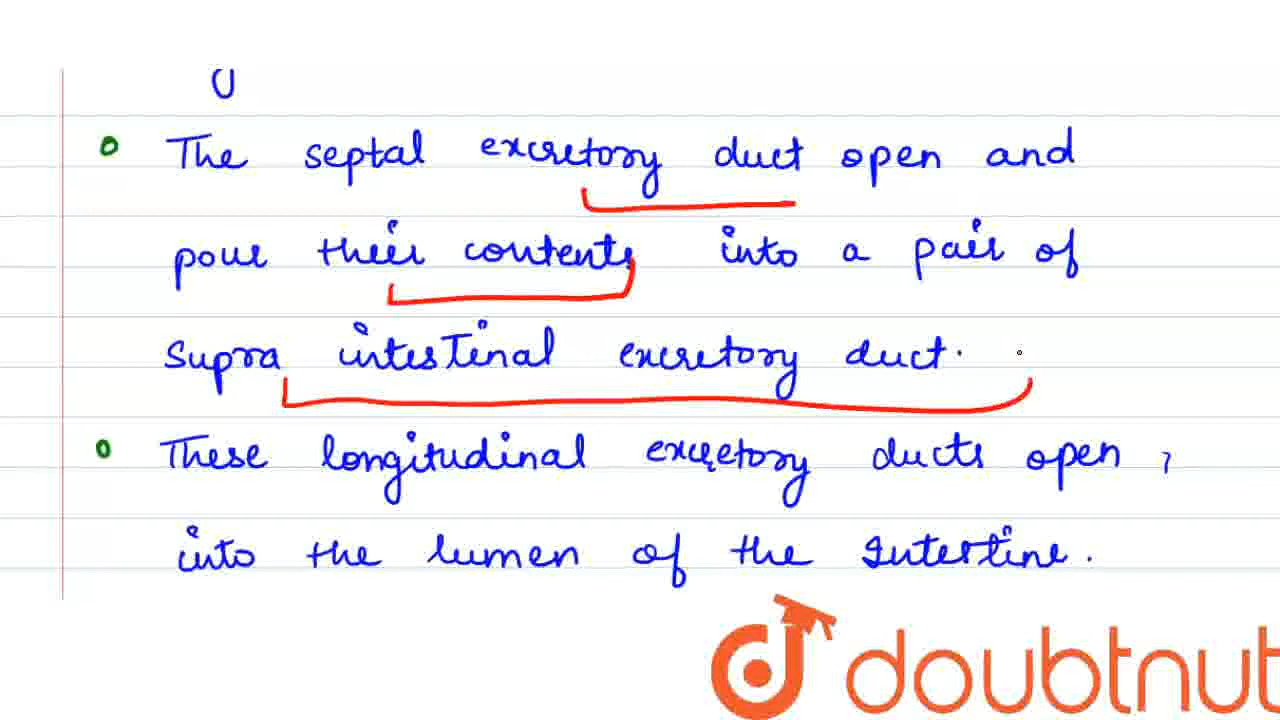 The septal excretory duct open and
pour their contents into a pair of
Supra intestinal excretory duct.
These longitudinal excretory ducts open,
into the lumen of the Intestine.
doubtnut